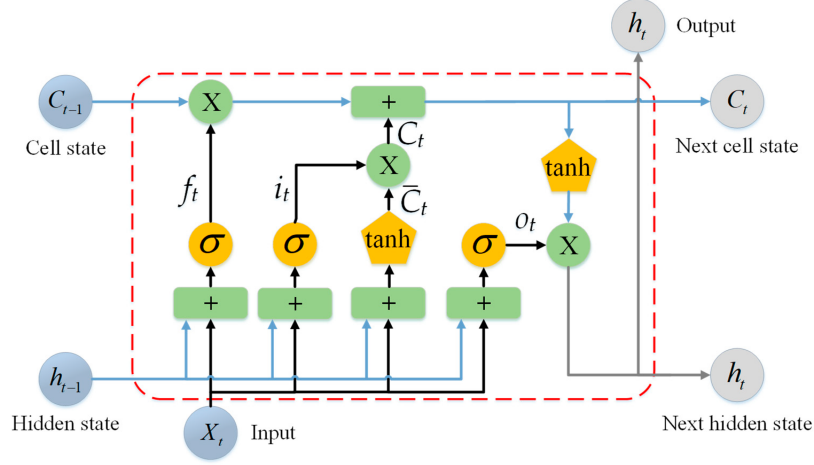 h_t Output
C_{t-1} X + C_t
Cell state Next cell state
C_t
X tanh
f_t i_t C̅_t
σ σ tanh σ o_t X
+ + + +
h_{t-1} h_t
Hidden state Next hidden state
X_t Input